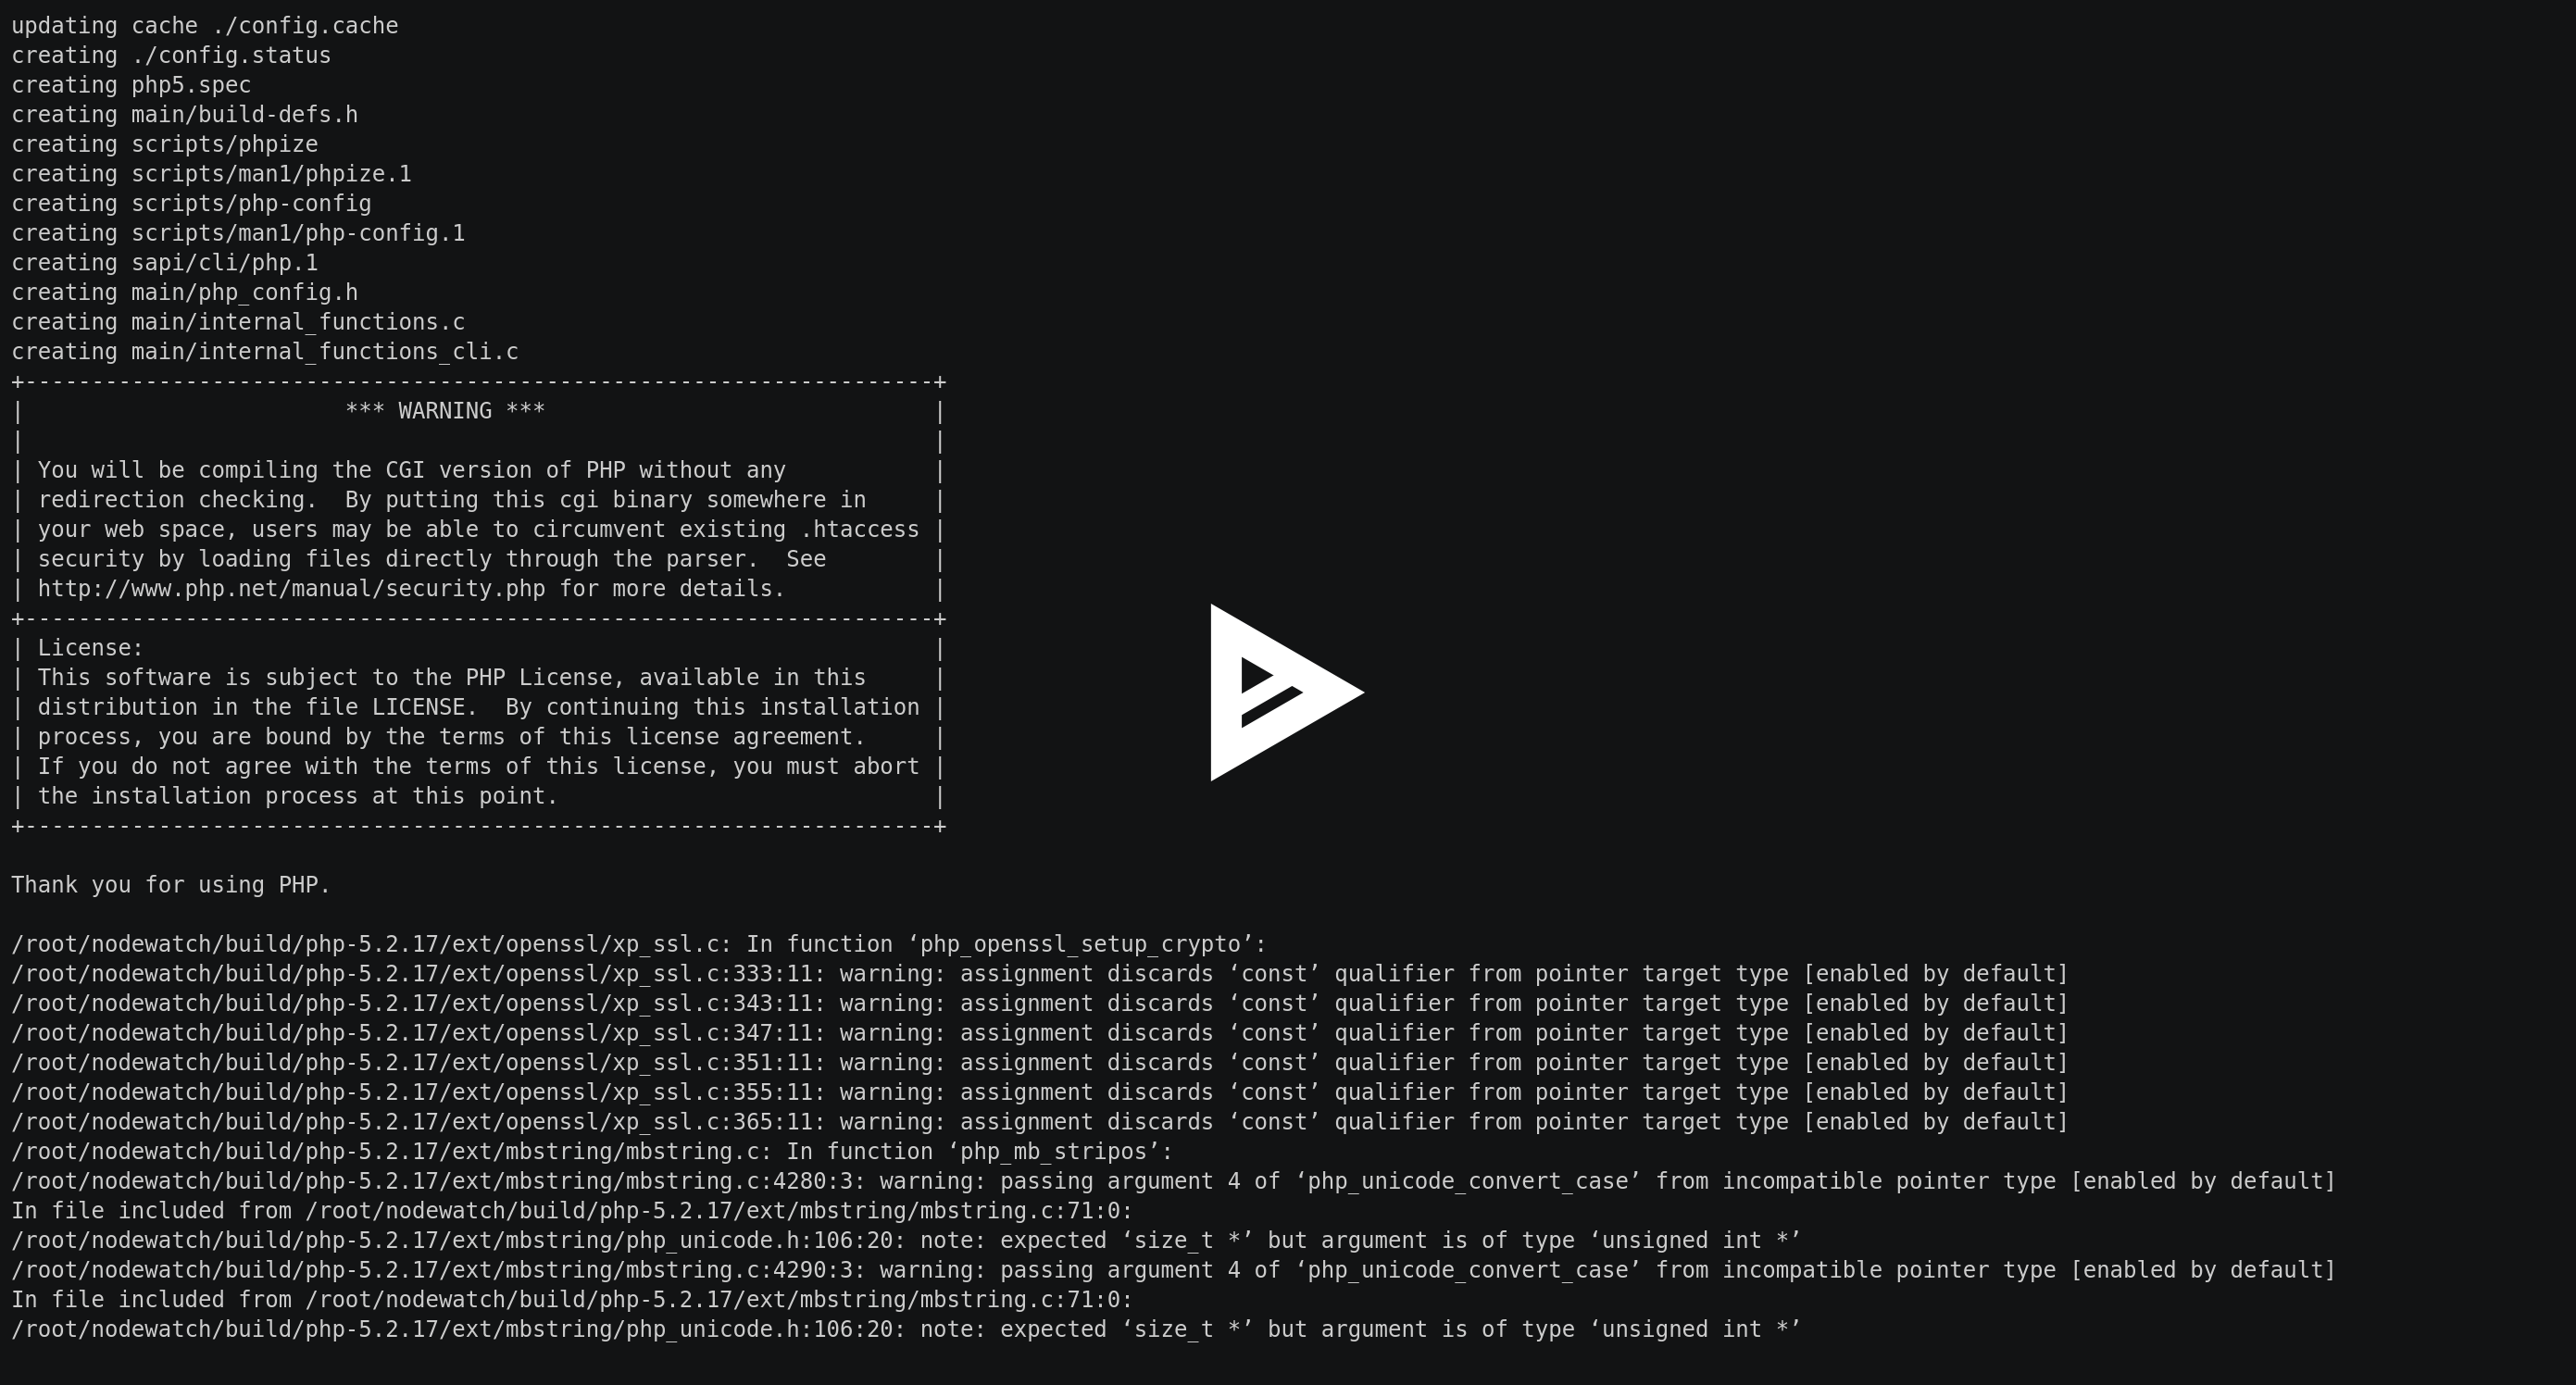 updating cache ./config.cache
creating ./config.status
creating php5.spec
creating main/build-defs.h
creating scripts/phpize
creating scripts/man1/phpize.1
creating scripts/php-config
creating scripts/man1/php-config.1
creating sapi/cli/php.1
creating main/php_config.h
creating main/internal_functions.c
creating main/internal_functions_cli.c
+--------------------------------------------------------------------+
|                        *** WARNING ***                             |
|                                                                    |
| You will be compiling the CGI version of PHP without any           |
| redirection checking.  By putting this cgi binary somewhere in     |
| your web space, users may be able to circumvent existing .htaccess |
| security by loading files directly through the parser.  See        |
| http://www.php.net/manual/security.php for more details.           |
+--------------------------------------------------------------------+
| License:                                                           |
| This software is subject to the PHP License, available in this     |
| distribution in the file LICENSE.  By continuing this installation |
| process, you are bound by the terms of this license agreement.     |
| If you do not agree with the terms of this license, you must abort |
| the installation process at this point.                            |
+--------------------------------------------------------------------+

Thank you for using PHP.

/root/nodewatch/build/php-5.2.17/ext/openssl/xp_ssl.c: In function ‘php_openssl_setup_crypto’:
/root/nodewatch/build/php-5.2.17/ext/openssl/xp_ssl.c:333:11: warning: assignment discards ‘const’ qualifier from pointer target type [enabled by default]
/root/nodewatch/build/php-5.2.17/ext/openssl/xp_ssl.c:343:11: warning: assignment discards ‘const’ qualifier from pointer target type [enabled by default]
/root/nodewatch/build/php-5.2.17/ext/openssl/xp_ssl.c:347:11: warning: assignment discards ‘const’ qualifier from pointer target type [enabled by default]
/root/nodewatch/build/php-5.2.17/ext/openssl/xp_ssl.c:351:11: warning: assignment discards ‘const’ qualifier from pointer target type [enabled by default]
/root/nodewatch/build/php-5.2.17/ext/openssl/xp_ssl.c:355:11: warning: assignment discards ‘const’ qualifier from pointer target type [enabled by default]
/root/nodewatch/build/php-5.2.17/ext/openssl/xp_ssl.c:365:11: warning: assignment discards ‘const’ qualifier from pointer target type [enabled by default]
/root/nodewatch/build/php-5.2.17/ext/mbstring/mbstring.c: In function ‘php_mb_stripos’:
/root/nodewatch/build/php-5.2.17/ext/mbstring/mbstring.c:4280:3: warning: passing argument 4 of ‘php_unicode_convert_case’ from incompatible pointer type [enabled by default]
In file included from /root/nodewatch/build/php-5.2.17/ext/mbstring/mbstring.c:71:0:
/root/nodewatch/build/php-5.2.17/ext/mbstring/php_unicode.h:106:20: note: expected ‘size_t *’ but argument is of type ‘unsigned int *’
/root/nodewatch/build/php-5.2.17/ext/mbstring/mbstring.c:4290:3: warning: passing argument 4 of ‘php_unicode_convert_case’ from incompatible pointer type [enabled by default]
In file included from /root/nodewatch/build/php-5.2.17/ext/mbstring/mbstring.c:71:0:
/root/nodewatch/build/php-5.2.17/ext/mbstring/php_unicode.h:106:20: note: expected ‘size_t *’ but argument is of type ‘unsigned int *’